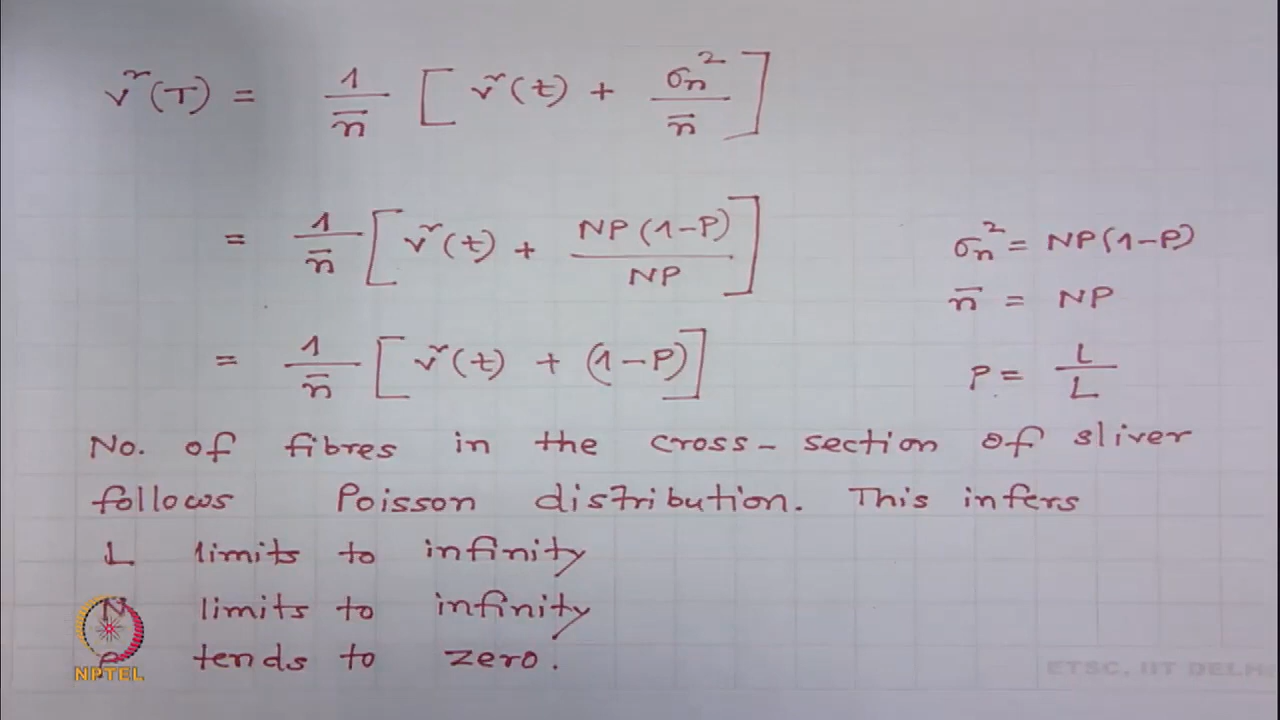 v²(T) = 1/n̅ [ v²(t) + σn²/n̅ ]
= 1/n̅ [ v²(t) + NP(1-P)/NP ]
σn² = NP(1-P)
n̅ = NP
= 1/n̅ [ v²(t) + (1-P) ]
P = l/L
No. of fibres in the cross-section of sliver
follows Poisson distribution. This infers
L limits to infinity
N limits to infinity
P tends to zero.
NPTEL
ETSC, IIT DELH